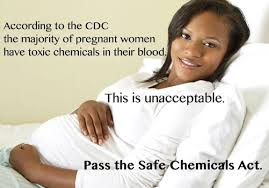 According to the CDC
the majority of pregnant women
have toxic chemicals in their blood.
This is unacceptable.
Pass the Safe Chemicals Act.